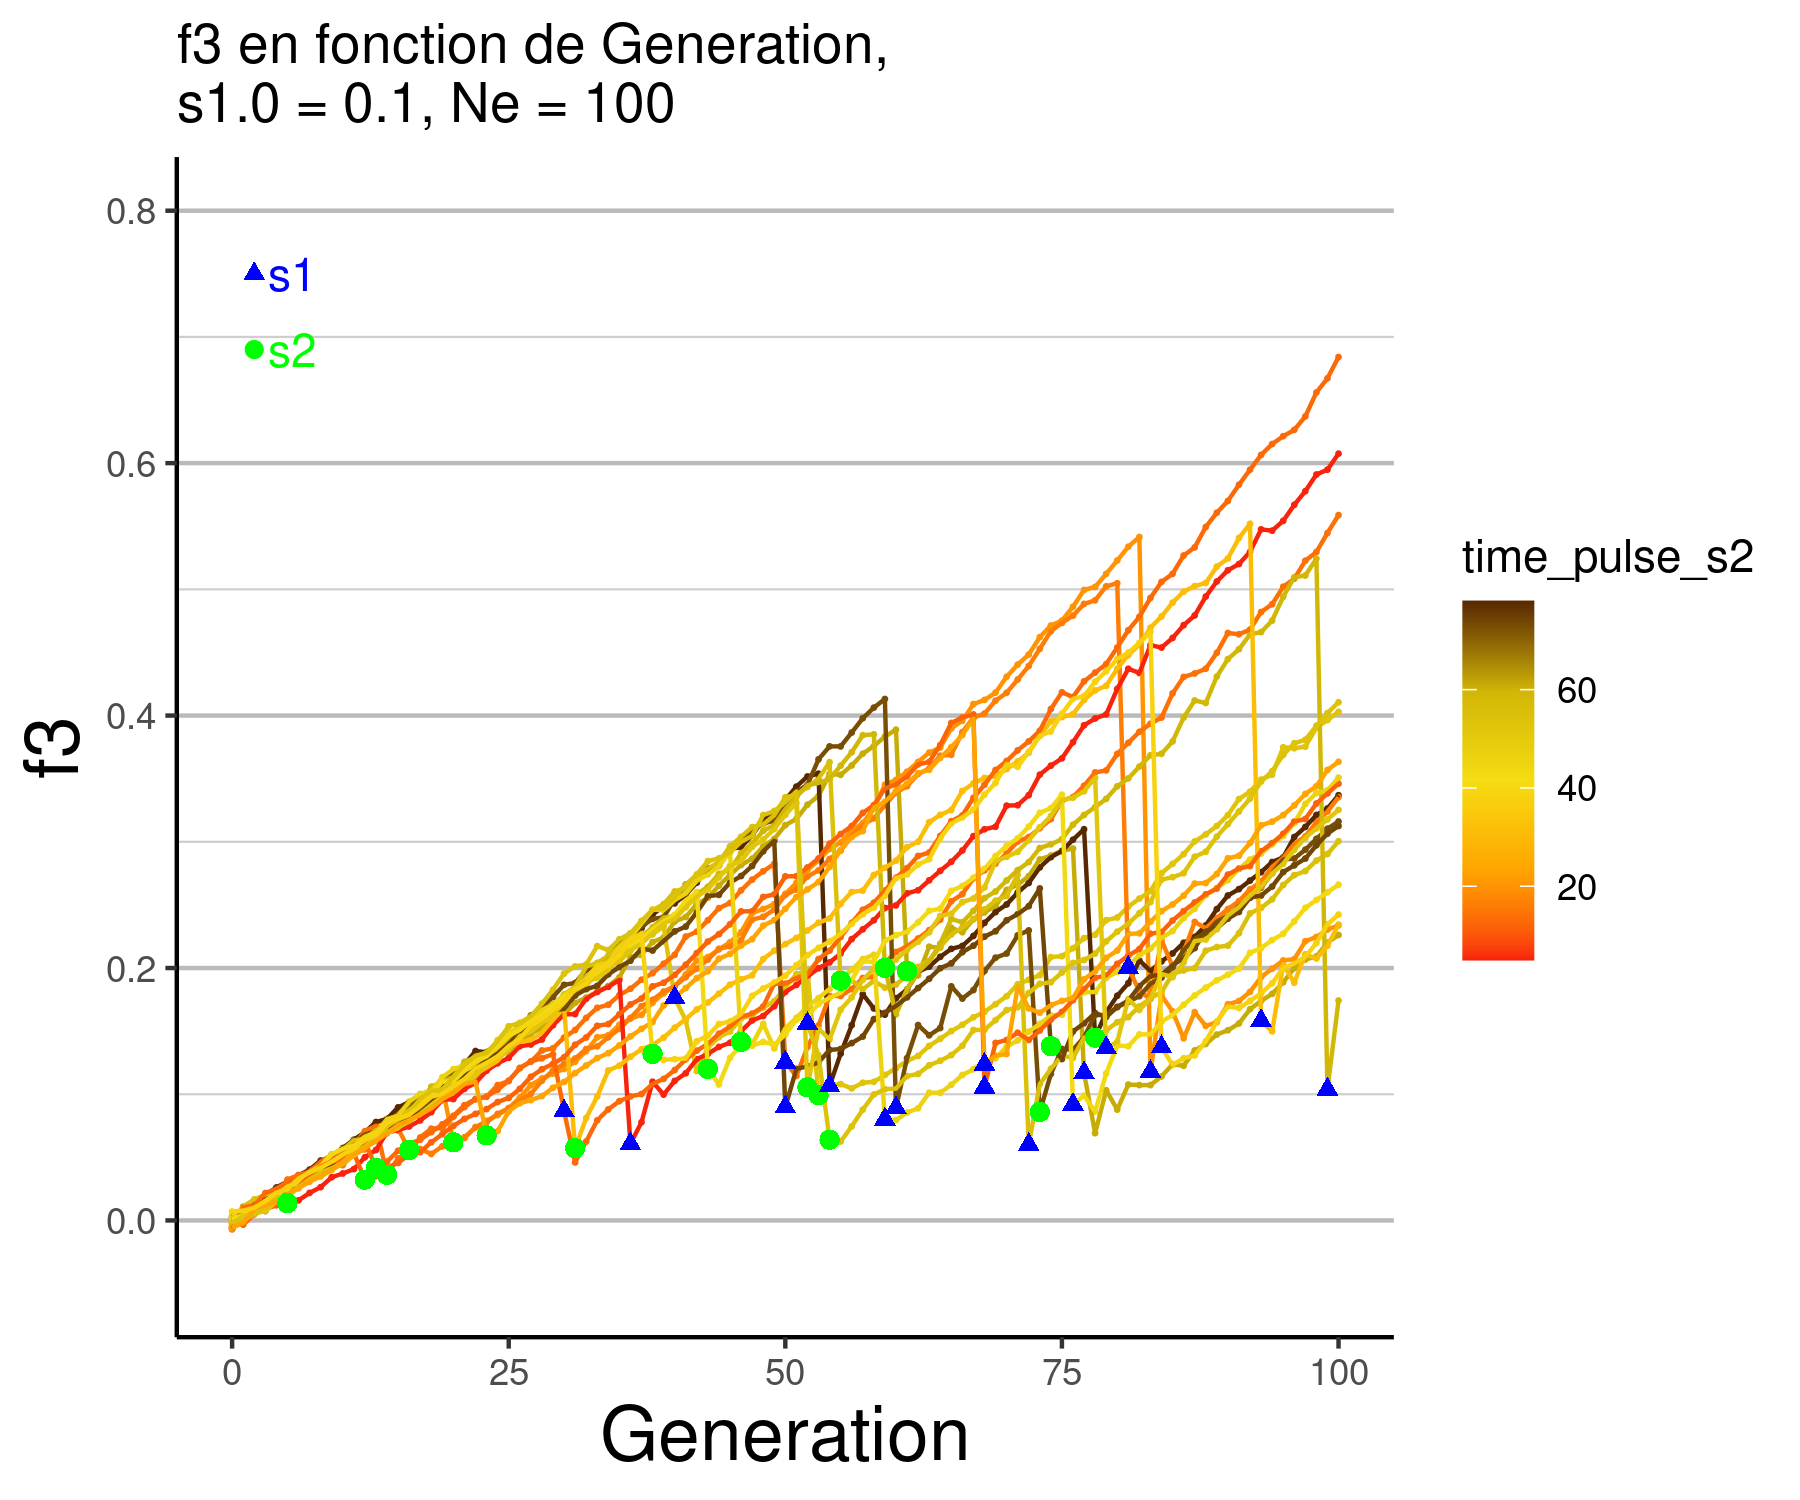 f3 en fonction de Generation,
s1.0 = 0.1, Ne = 100
0.8
s1
s2
0.6
0.4
0.2
0.0
f3
0 25 50 75 100
Generation
time_pulse_s2
60
40
20